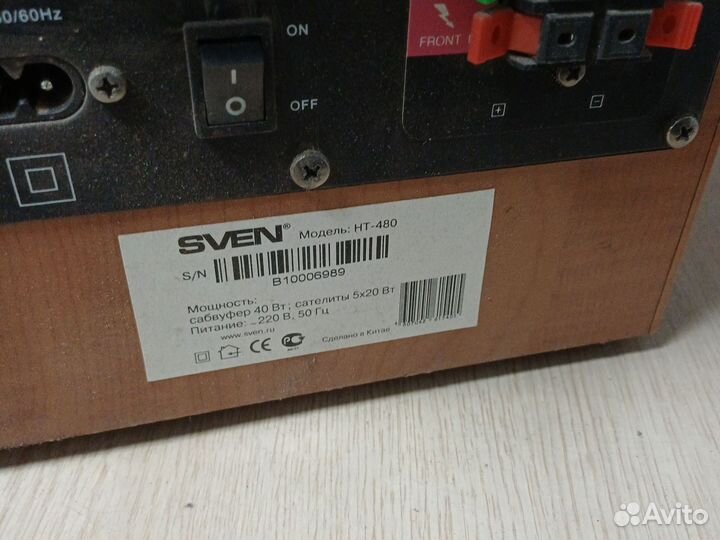 50/60Hz
ON
I
O
OFF
FRONT
+
-
SVEN® Модель: HT-480
S/N
B10006989
Мощность:
сабвуфер 40 Вт; сателиты 5x20 Вт
Питание: ~220 В, 50 Гц
www.sven.ru
CE
Сделано в Китае
Avito